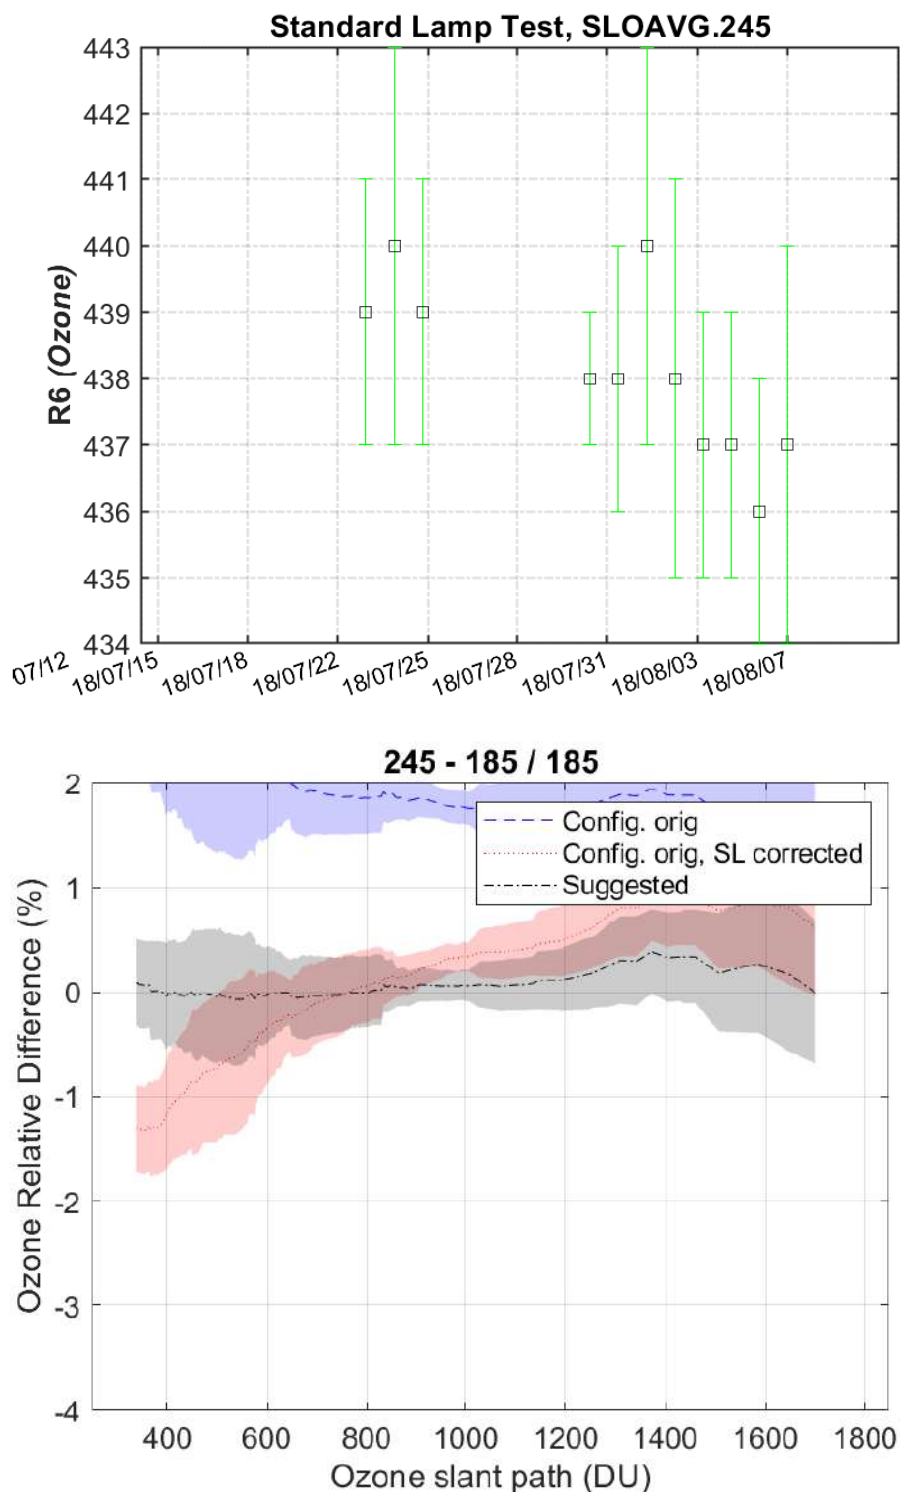 Standard Lamp Test, SLOAVG.245
443
442
441
440
439
438
437
436
435
434
R6 (Ozone)
07/12 18/07/15 18/07/18 18/07/22 18/07/25 18/07/28 18/07/31 18/08/03 18/08/07
245 - 185 / 185
2
1
0
-1
-2
-3
-4
Ozone Relative Difference (%)
Config. orig
Config. orig, SL corrected
Suggested
400 600 800 1000 1200 1400 1600 1800
Ozone slant path (DU)